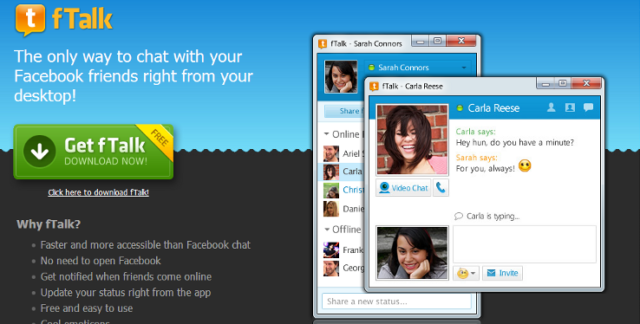 fTalk
The only way to chat with your
Facebook friends right from your
desktop!
Get fTalk
DOWNLOAD NOW!
FREE
Click here to download fTalk!
Why fTalk?
Faster and more accessible than Facebook chat
No need to open Facebook
Get notified when friends come online
Update your status right from the app
Free and easy to use
Cool emoticons
fTalk - Sarah Connors
Sarah Connors
Share
Online
Ariel S
Carla
Christ
Danie
Offline
Frank
Georg
Share a new status...
fTalk - Carla Reese
Carla Reese
Carla says:
Hey hun, do you have a minute?
Sarah says:
For you, always!
Video Chat
Carla is typing...
Invite